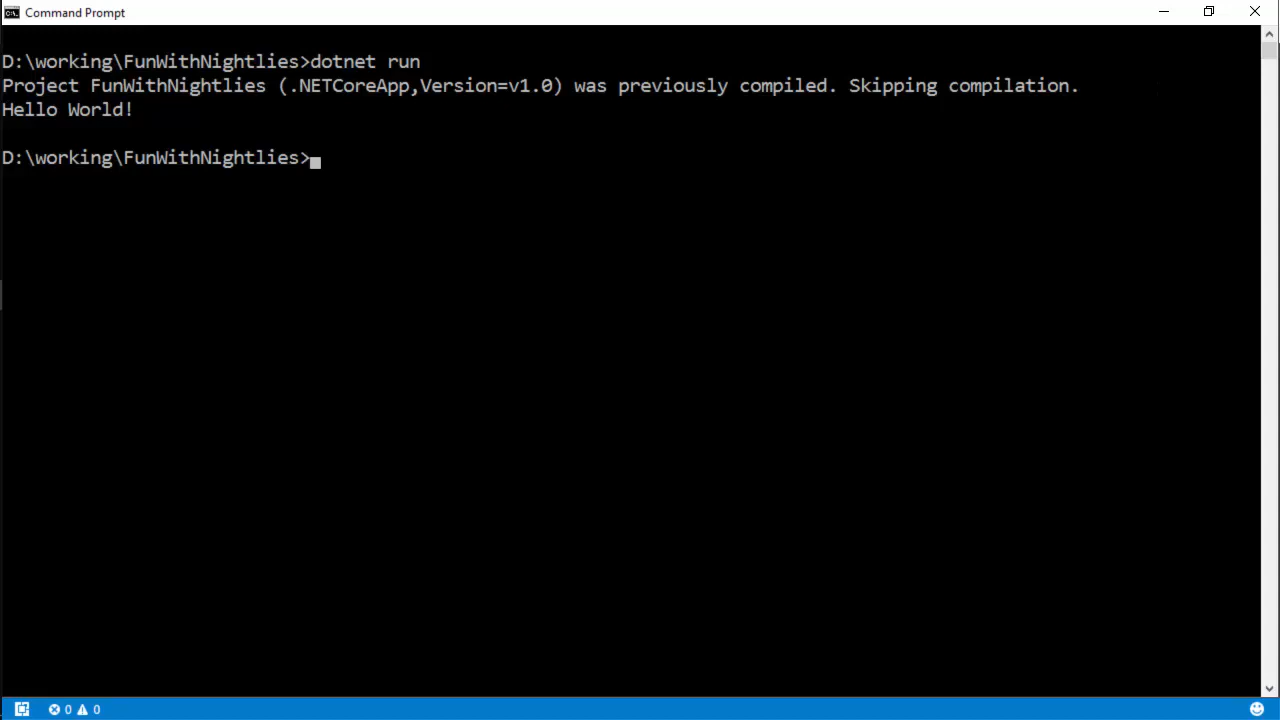 Command Prompt
D:\working\FunWithNightlies>dotnet run
Project FunWithNightlies (.NETCoreApp,Version=v1.0) was previously compiled. Skipping compilation.
Hello World!
D:\working\FunWithNightlies>
0 0